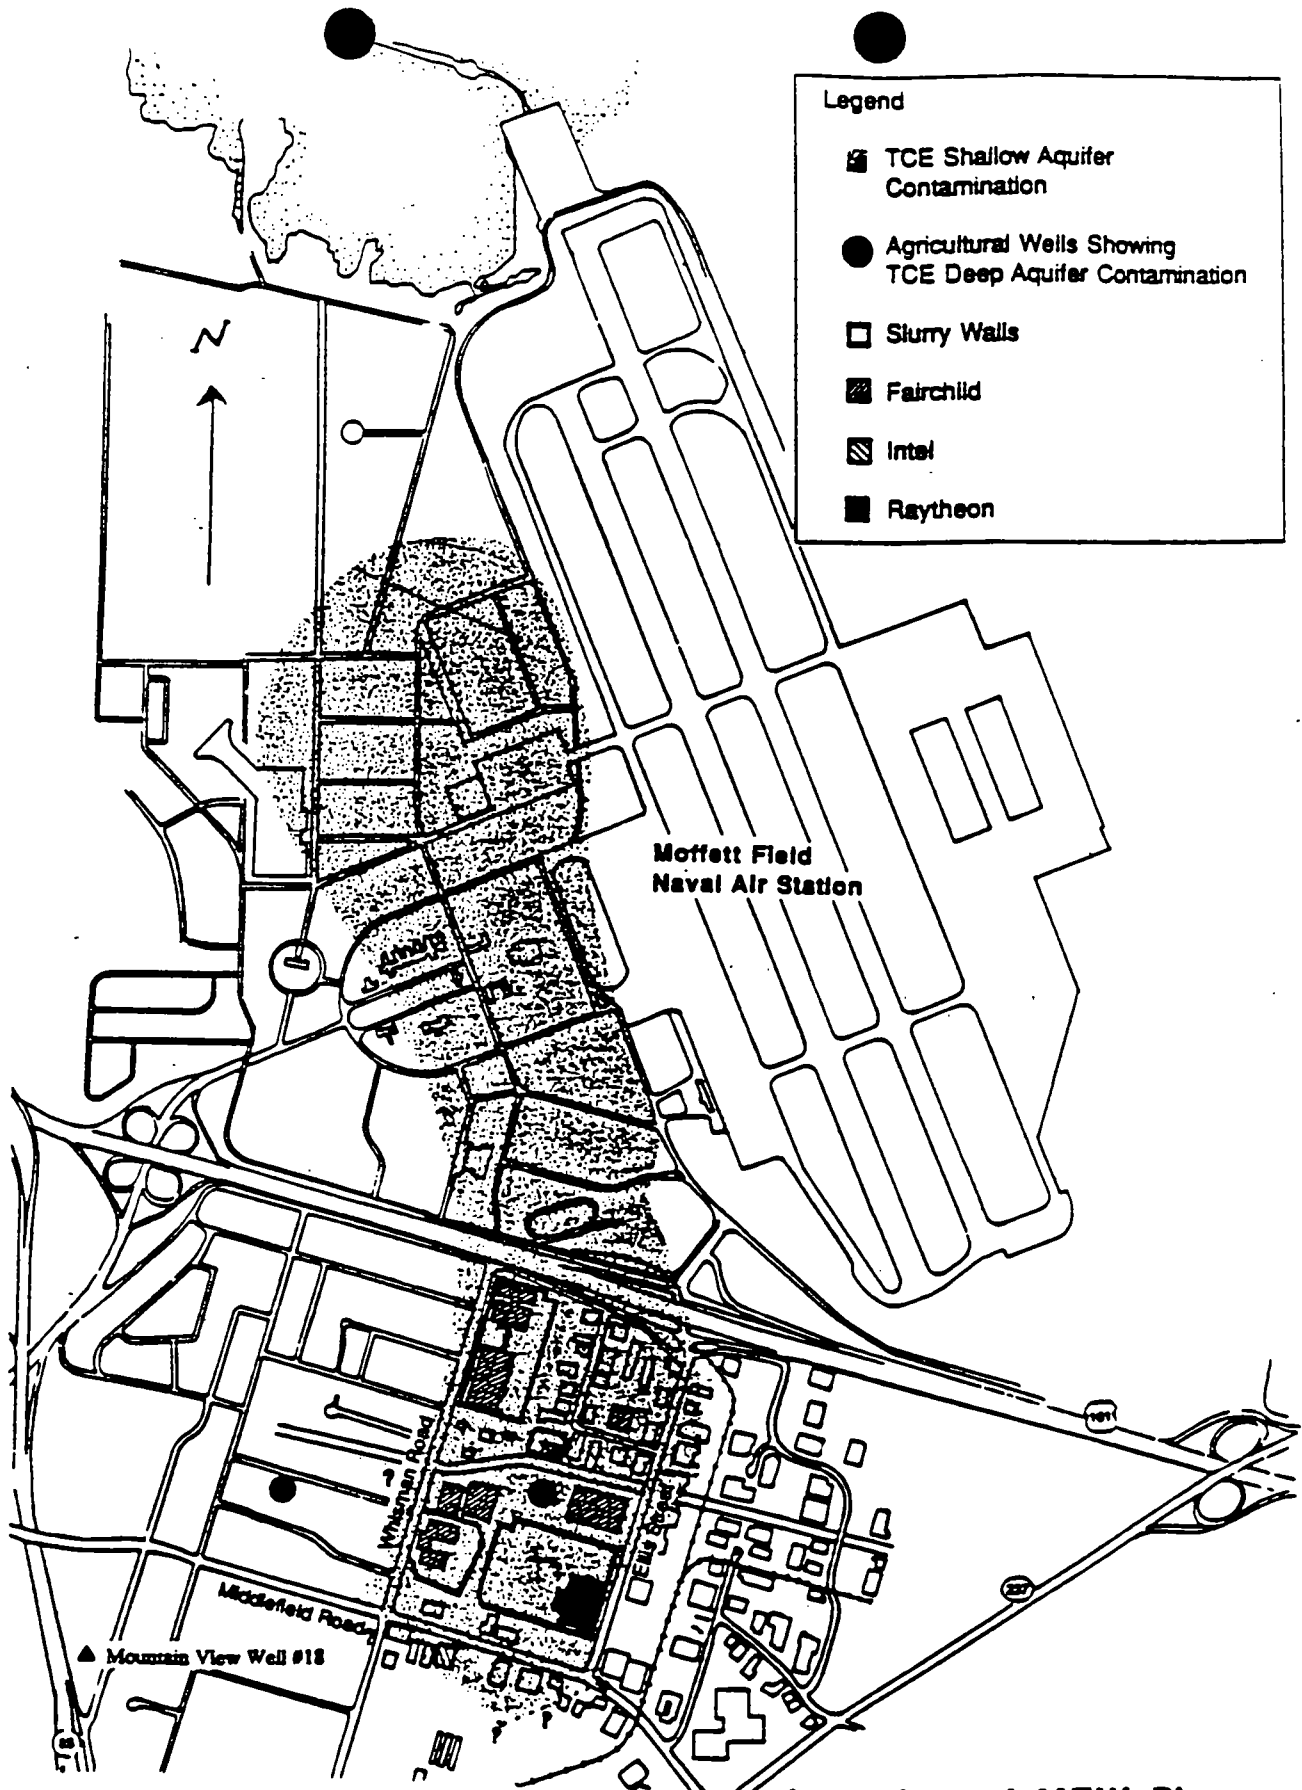 Legend
TCE Shallow Aquifer
Contamination
Agricultural Wells Showing
TCE Deep Aquifer Contamination
Slurry Walls
Fairchild
Intel
Raytheon
N
Moffett Field
Naval Air Station
101
Whisman Road
?
Ellis Street
237
Middlefield Road
Mountain View Well #18
85
?
?